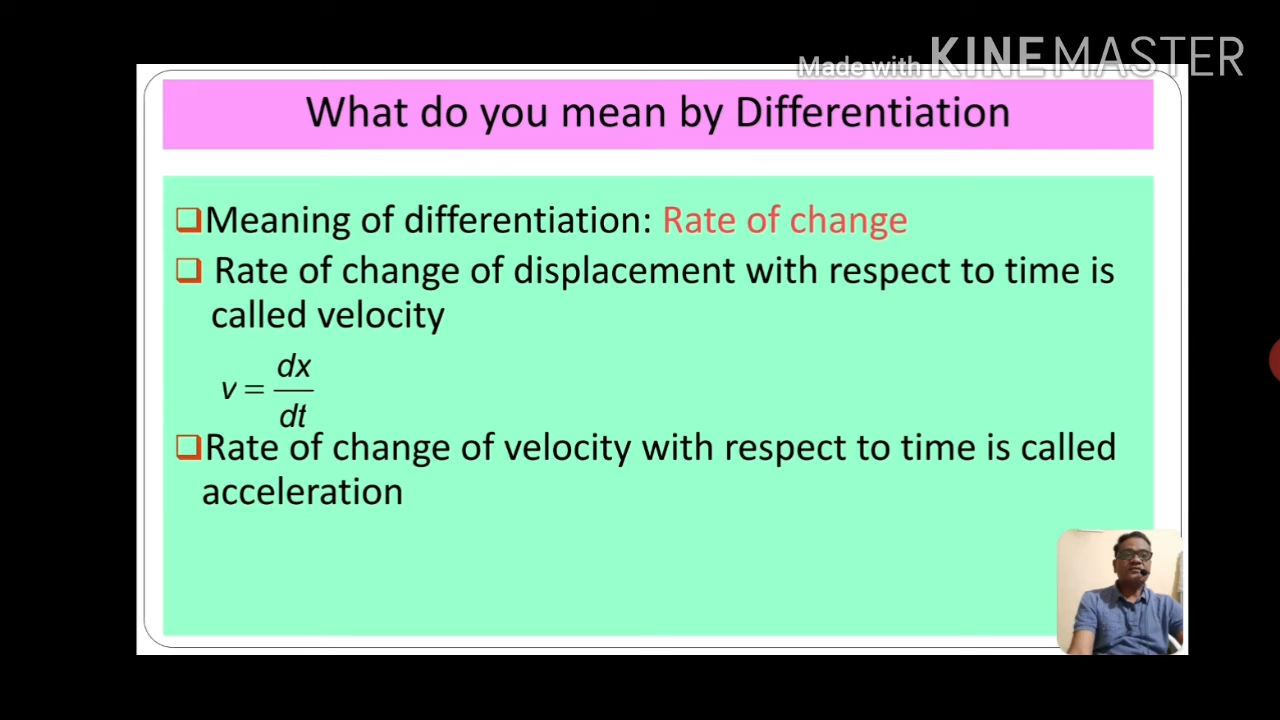 Made with KINEMASTER
What do you mean by Differentiation
Meaning of differentiation: Rate of change
Rate of change of displacement with respect to time is
called velocity
v = dx/dt
Rate of change of velocity with respect to time is called
acceleration